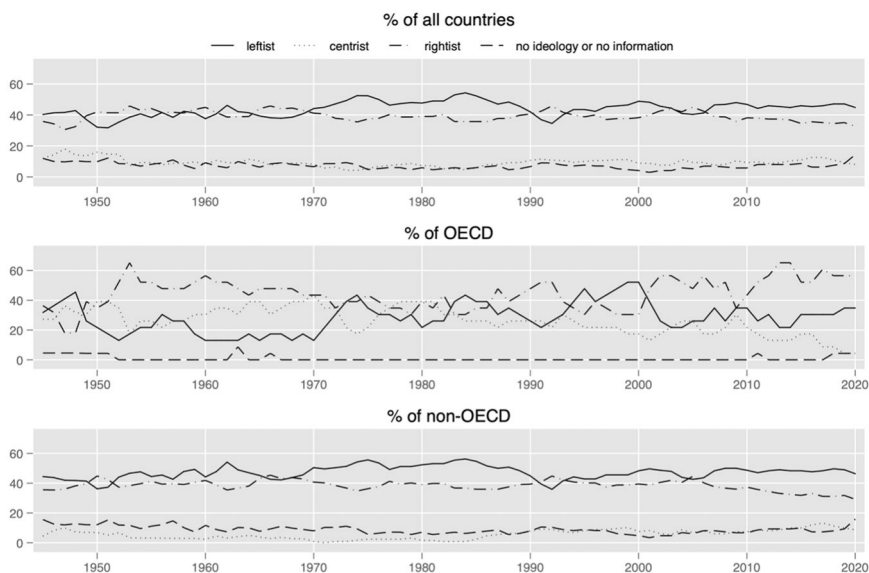 % of all countries
leftist centrist rightist no ideology or no information
60
40
20
0
1950 1960 1970 1980 1990 2000 2010
% of OECD
60
40
20
0
1950 1960 1970 1980 1990 2000 2010 2020
% of non-OECD
60
40
20
0
1950 1960 1970 1980 1990 2000 2010 2020